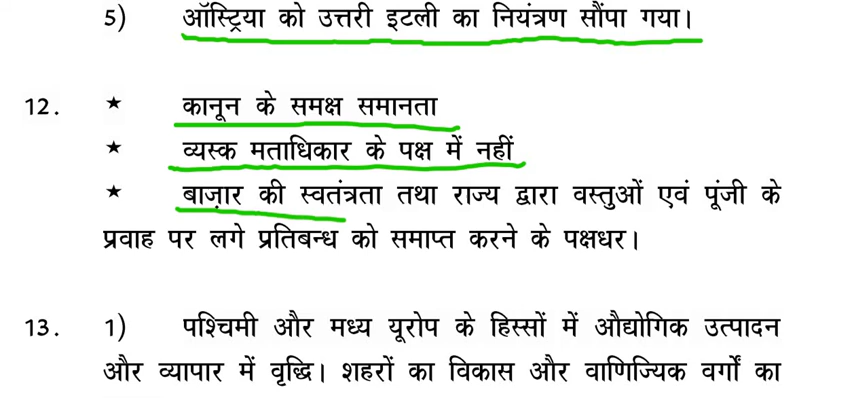 5) ऑस्ट्रिया को उत्तरी इटली का नियंत्रण सौंपा गया।
12. ★ कानून के समक्ष समानता
★ व्यस्क मताधिकार के पक्ष में नहीं
★ बाज़ार की स्वतंत्रता तथा राज्य द्वारा वस्तुओं एवं पूंजी के
प्रवाह पर लगे प्रतिबन्ध को समाप्त करने के पक्षधर।
13. 1) पश्चिमी और मध्य यूरोप के हिस्सों में औद्योगिक उत्पादन
और व्यापार में वृद्धि। शहरों का विकास और वाणिज्यिक वर्गों का